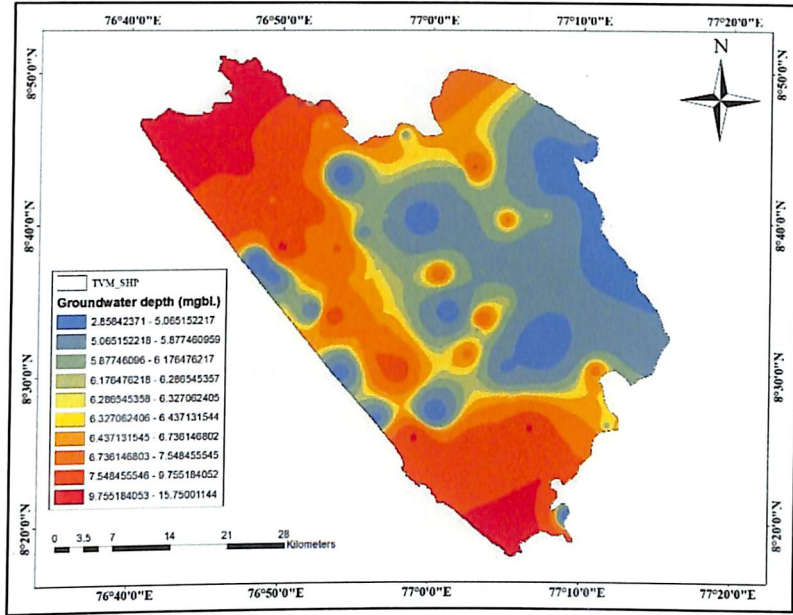 76°40'0"E 76°50'0"E 77°0'0"E 77°10'0"E 77°20'0"E
N
8°50'0"N 8°50'0"N
8°40'0"N 8°40'0"N
8°30'0"N 8°30'0"N
8°20'0"N 8°20'0"N
TVM_SHP
Groundwater depth (mgbl.)
2.85842371 - 5.065152217
5.065152218 - 5.877460959
5.87746096 - 6.176476217
6.176476218 - 6.286545357
6.286545358 - 6.327062405
6.327062406 - 6.437131544
6.437131545 - 6.736146802
6.736146803 - 7.548455545
7.548455546 - 9.755184052
9.755184053 - 15.75001144
0 3.5 7 14 21 28
Kilometers
76°40'0"E 76°50'0"E 77°0'0"E 77°10'0"E 77°20'0"E